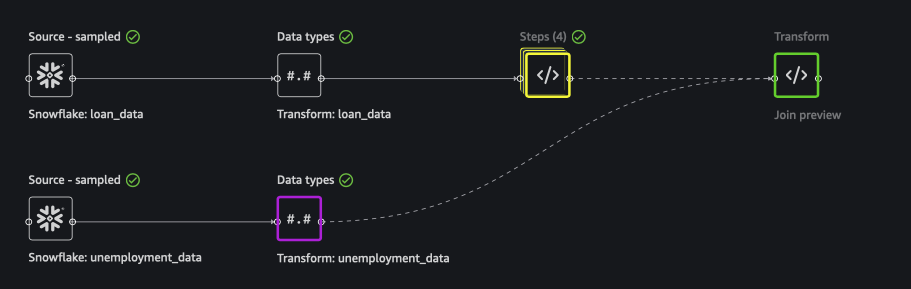 Source - sampled
Data types
Steps (4)
Transform
#.#
</>
</>
Snowflake: loan_data
Transform: loan_data
Join preview
Source - sampled
Data types
#.#
Snowflake: unemployment_data
Transform: unemployment_data